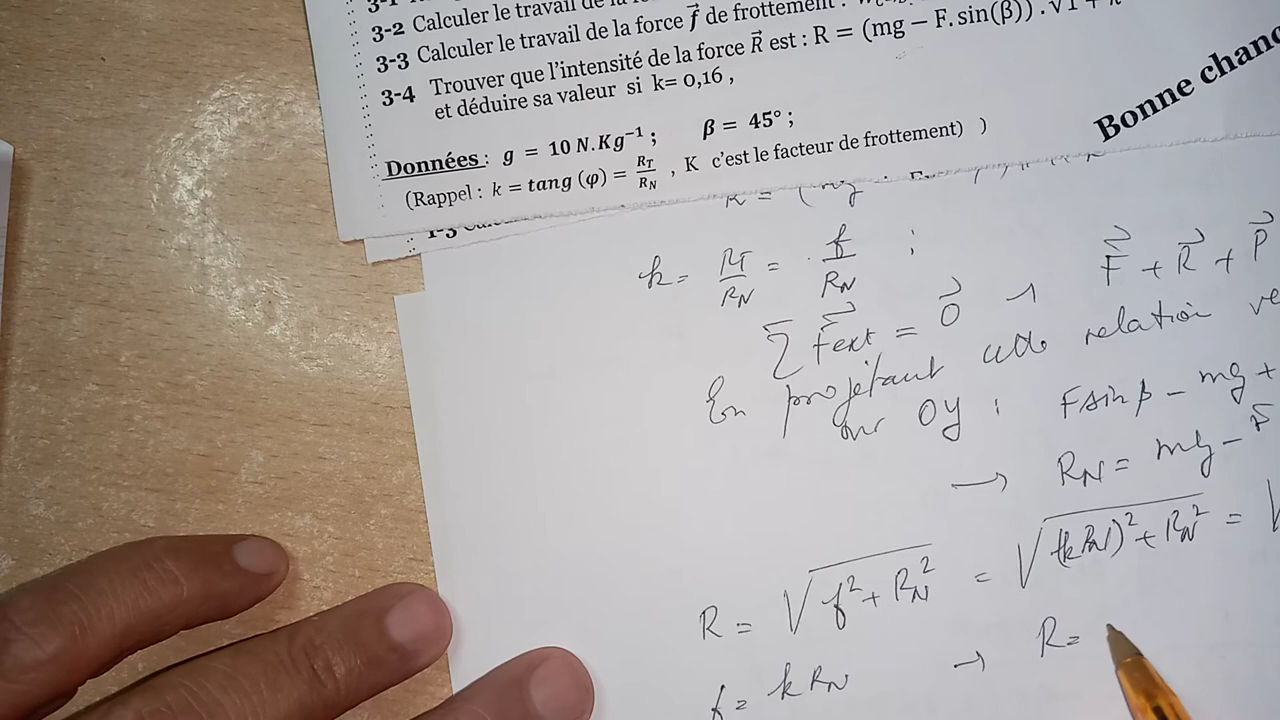 3-2 Calculer le travail de la
3-3 Calculer le travail de la force f⃗ de frottement :
3-4 Trouver que l'intensité de la force R⃗ est : R = (mg − F.sin(β)).√1 +
et déduire sa valeur si k= 0,16 ,
Bonne chanc
Données : g = 10 N.Kg⁻¹ ; β = 45° ;
(Rappel : k = tang (φ) = R_T/R_N , K c'est le facteur de frottement) )
k = R_T/R_N = f/R_N ;
Σ F⃗ext = 0⃗ → F⃗ + R⃗ + P⃗
En projetant cette relation ve
sur OY : F sin β − mg +
→ R_N = mg −
R = √f² + R_N² = √(kR_N)² + R_N² = √
f = k R_N → R =